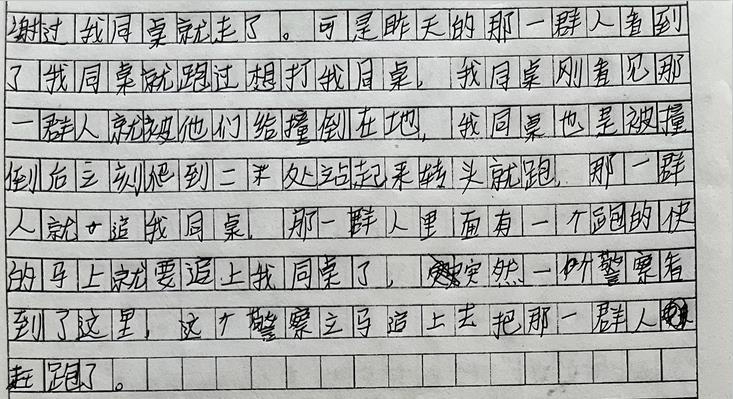 谢过我同桌就走了。可是昨天的那一群人看到
了我同桌就跑过想打我同桌，我同桌刚看见那
一群人就被他们给撞倒在地，我同桌也是被撞
倒后立刻把到二米处站起来转头就跑，那一群
人就个追我同桌，那一群人里面有一个跑的使
的马上就要追上我同桌了，突然一个警察看
到了这里，这个警察立马追上去把那一群人
赶跑了。